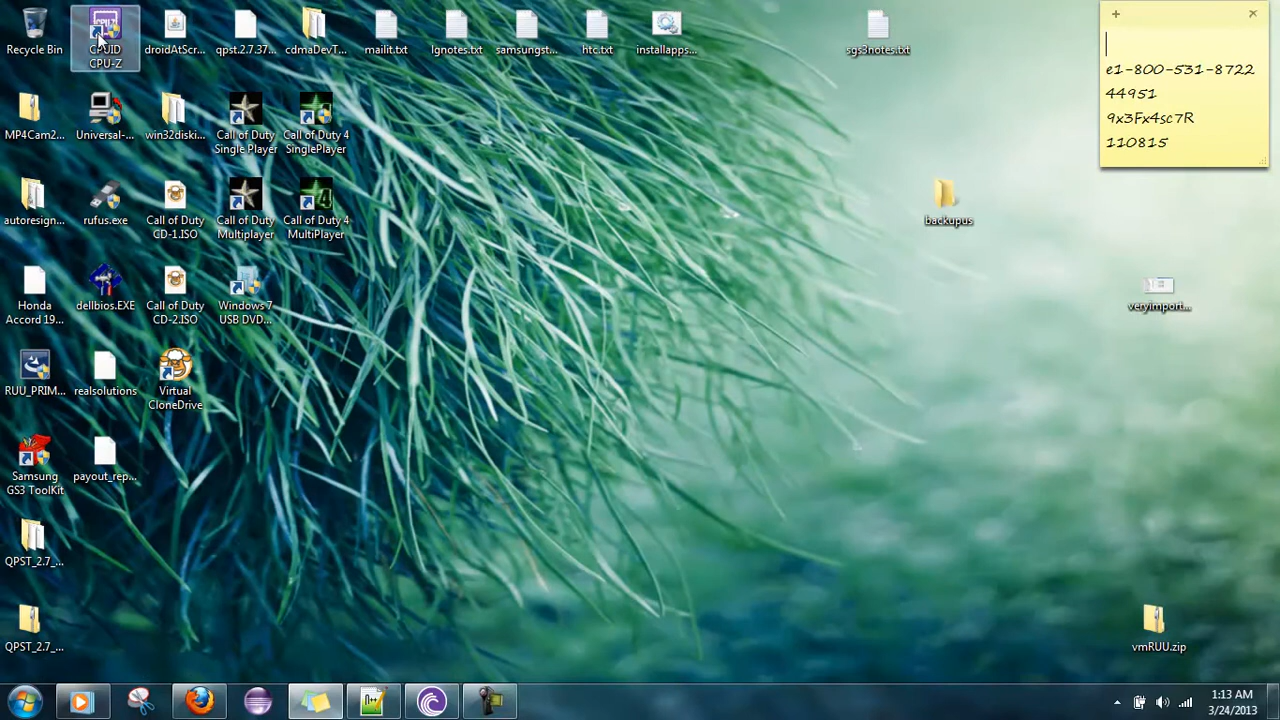 Recycle Bin
CPUID
CPU-Z
droidAtScr...
qpst.2.7.37...
cdmaDevT...
mailit.txt
lgnotes.txt
samsungst...
htc.txt
installapps...
sgs3notes.txt
e1-800-531-8722
44951
9x3Fx4sc7R
110815
MP4Cam2...
Universal-...
win32diski...
Call of Duty
Single Player
Call of Duty 4
SinglePlayer
autoresign...
rufus.exe
Call of Duty
CD-1.ISO
Call of Duty
Multiplayer
Call of Duty 4
MultiPlayer
backupus
Honda
Accord 19...
dellbios.EXE
Call of Duty
CD-2.ISO
Windows 7
USB DVD...
veryimport...
RUU_PRIM...
realsolutions
Virtual
CloneDrive
Samsung
GS3 ToolKit
payout_rep...
QPST_2.7_...
QPST_2.7_...
vmRUU.zip
1:13 AM
3/24/2013